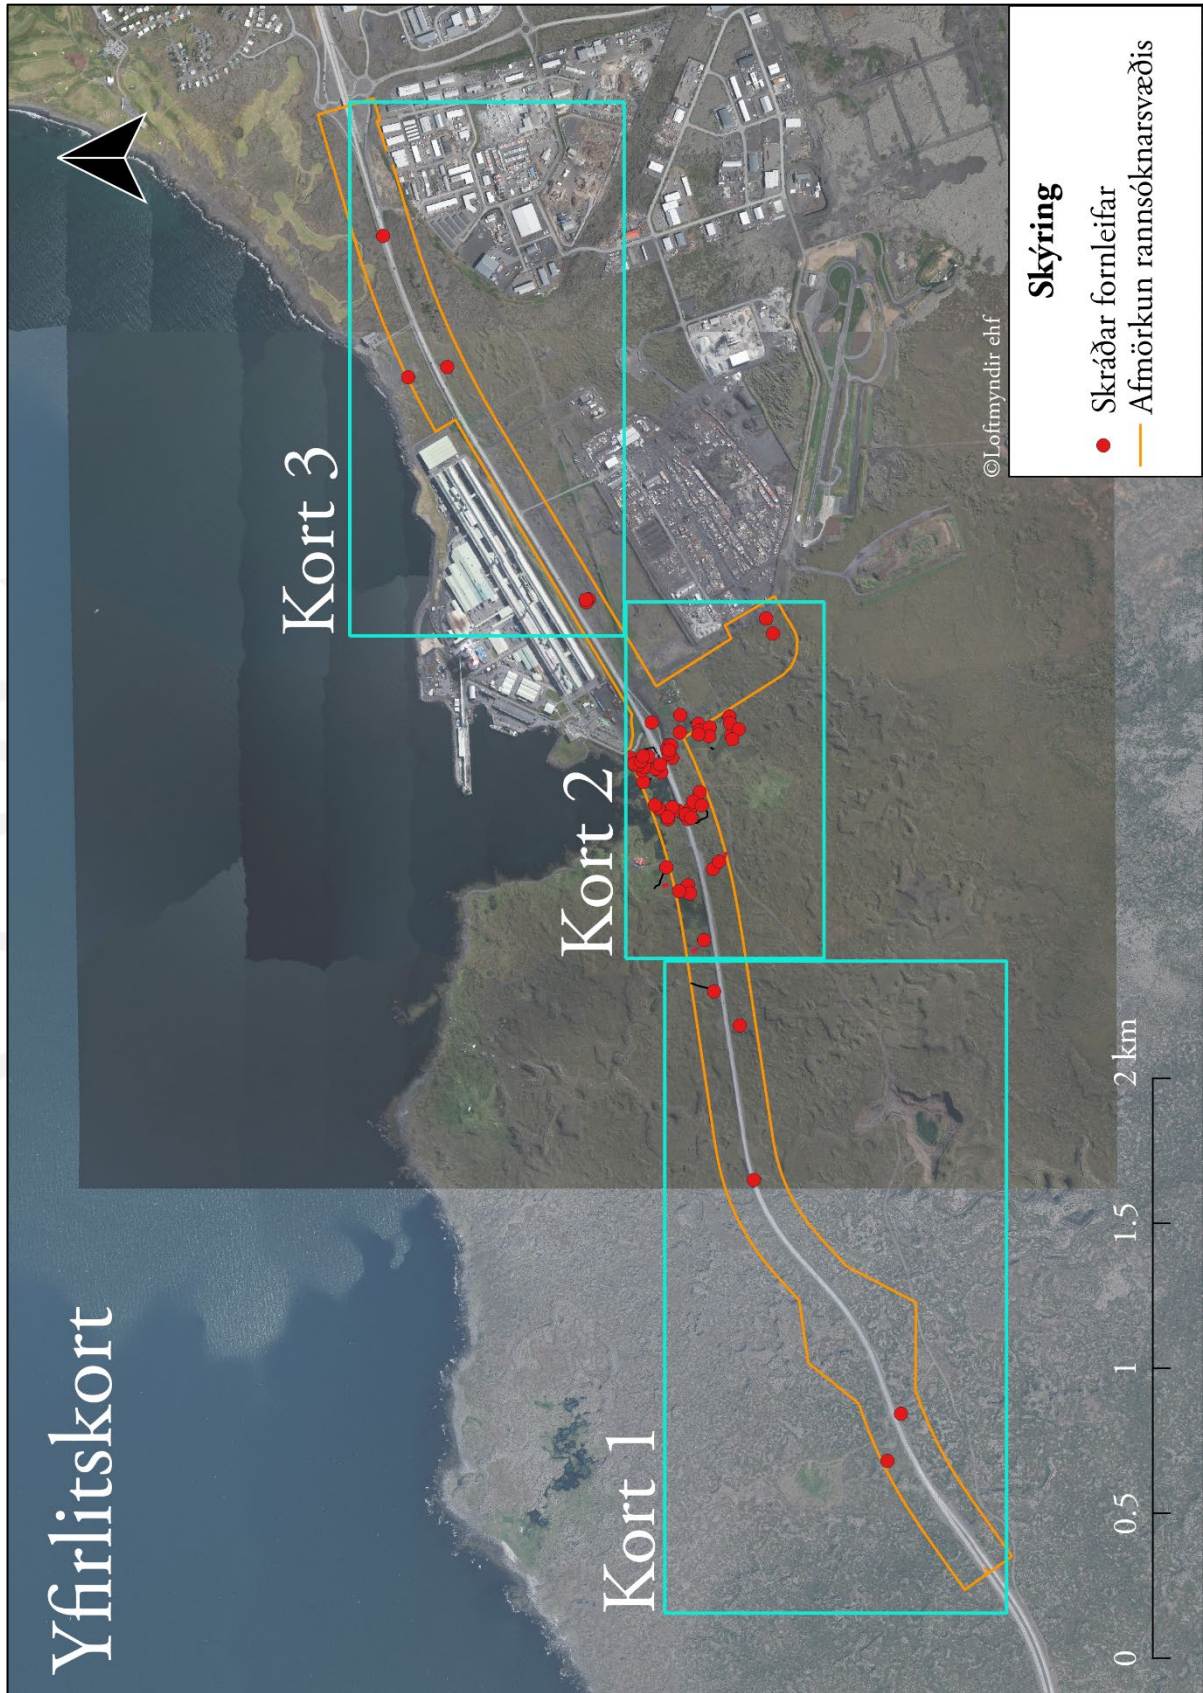 Yfirlitskort
Kort 1
Kort 2
Kort 3
0 0.5 1 1.5 2 km
©Loftmyndir ehf
Skýring
Skráðar fornleifar
Afmörkun rannsóknarsvæðis